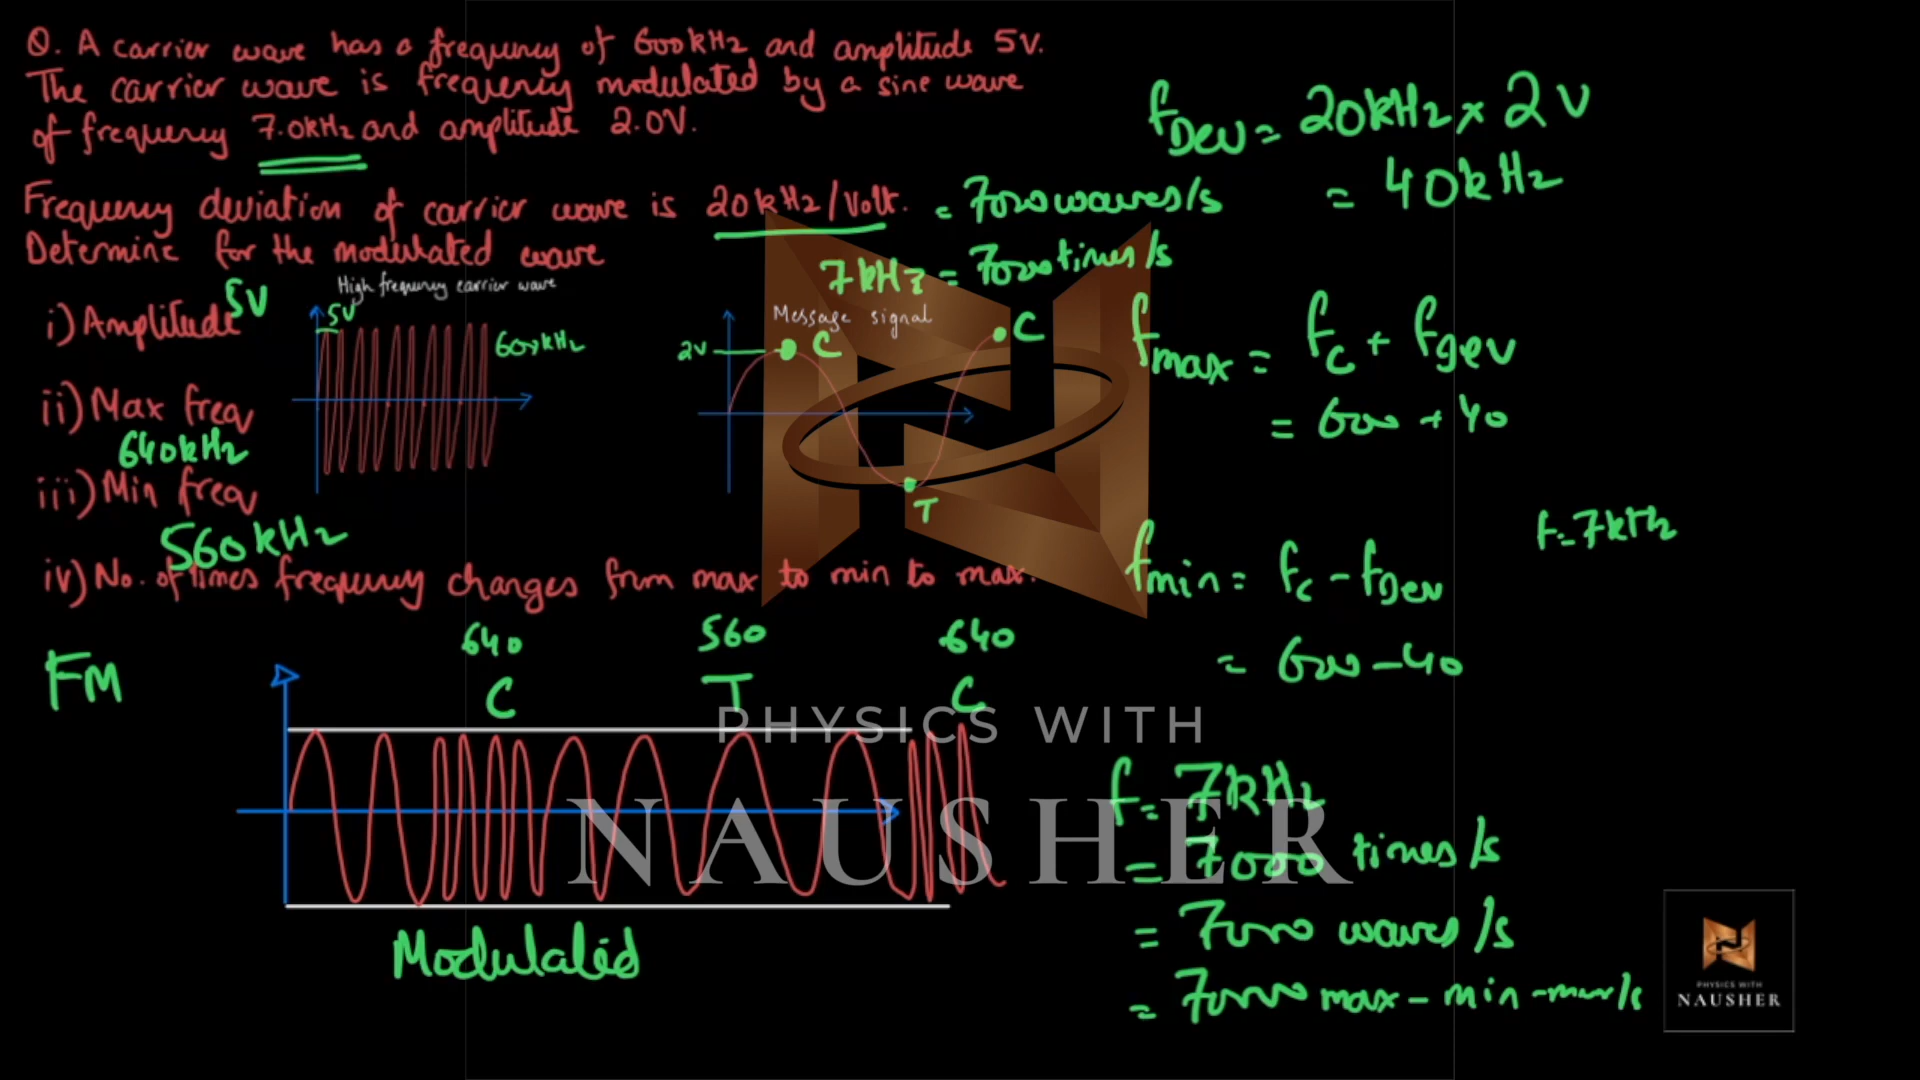 Q. A carrier wave has a frequency of 600kHz and amplitude 5V.
The carrier wave is frequency modulated by a sine wave
of frequency 7.0kHz and amplitude 2.0V.
Frequency deviation of carrier wave is 20kHz/Volt.
Determine for the modulated wave
i) Amplitude 5V
ii) Max freq
640kHz
iii) Min freq
560kHz
iv) No. of times frequency changes from max to min to max.
High frequency carrier wave
5V
600kHz
= 7000 waves/s
7kHz = 7000 times/s
Message signal
2V
C
C
T
fDev = 20kHz x 2V
= 40kHz
fmax = fc + fDev
= 600 + 40
f = 7kHz
fmin = fc - fDev
= 600 - 40
FM
640 560 640
C T C
Modulated
f = 7kHz
= 7000 times/s
= 7000 waves/s
= 7000 max - min - max/s
PHYSICS WITH
NAUSHER
PHYSICS WITH
NAUSHER